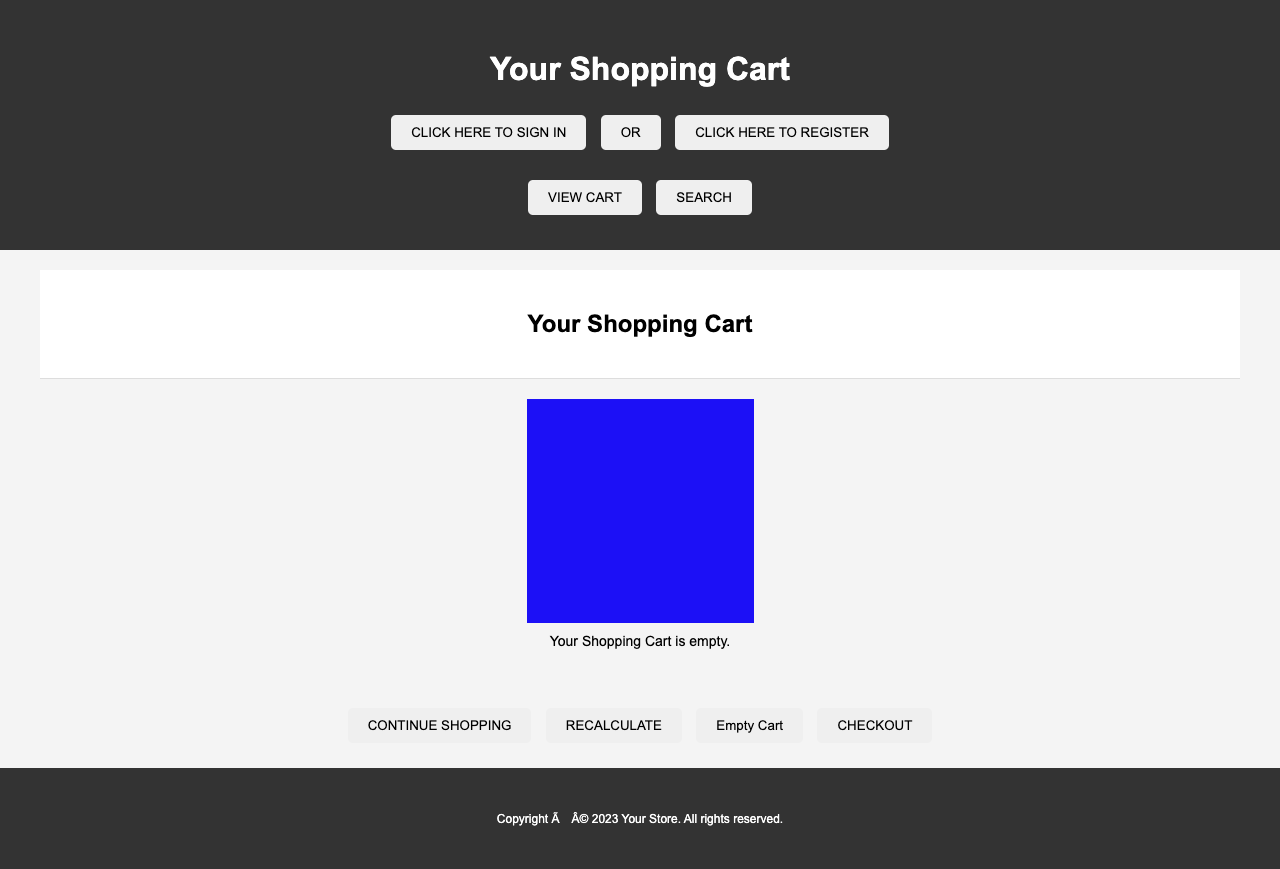 Your Shopping Cart
CLICK HERE TO SIGN IN OR CLICK HERE TO REGISTER
VIEW CART SEARCH
Your Shopping Cart
Your Shopping Cart is empty.
CONTINUE SHOPPING RECALCULATE Empty Cart CHECKOUT
Copyright Ã Â© 2023 Your Store. All rights reserved.